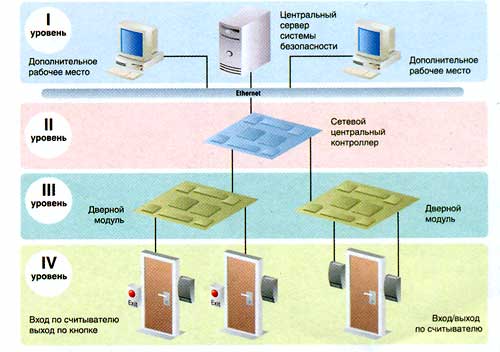 I
уровень
Центральный
сервер
системы
безопасности
Дополнительное
рабочее место
Дополнительное
рабочее место
Ethernet
II
уровень
Сетевой
центральный
контроллер
III
уровень
Дверной
модуль
Дверной
модуль
IV
уровень
Exit
Exit
Вход по считывателю
выход по кнопке
Вход/выход
по считывателю